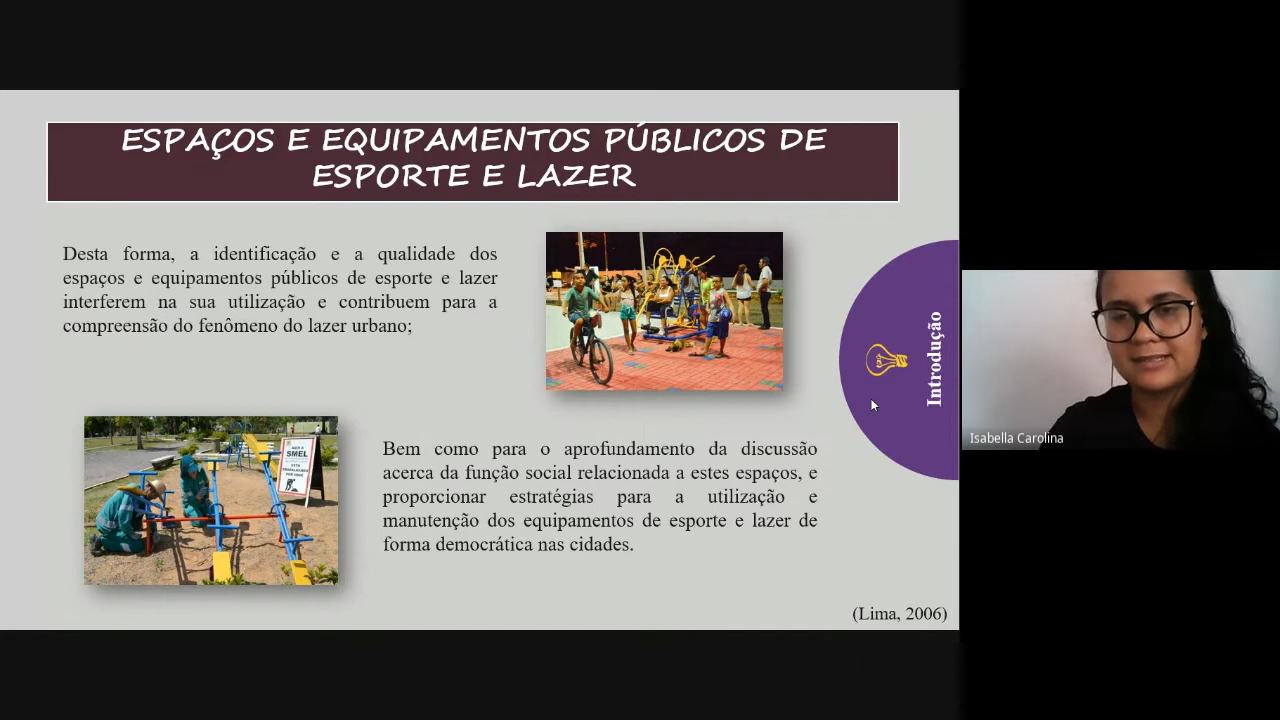 ESPAÇOS E EQUIPAMENTOS PÚBLICOS DE
ESPORTE E LAZER
Desta forma, a identificação e a qualidade dos
espaços e equipamentos públicos de esporte e lazer
interferem na sua utilização e contribuem para a
compreensão do fenômeno do lazer urbano;
Introdução
Isabella Carolina
SMEL
Bem como para o aprofundamento da discussão
acerca da função social relacionada a estes espaços, e
proporcionar estratégias para a utilização e
manutenção dos equipamentos de esporte e lazer de
forma democrática nas cidades.
(Lima, 2006)